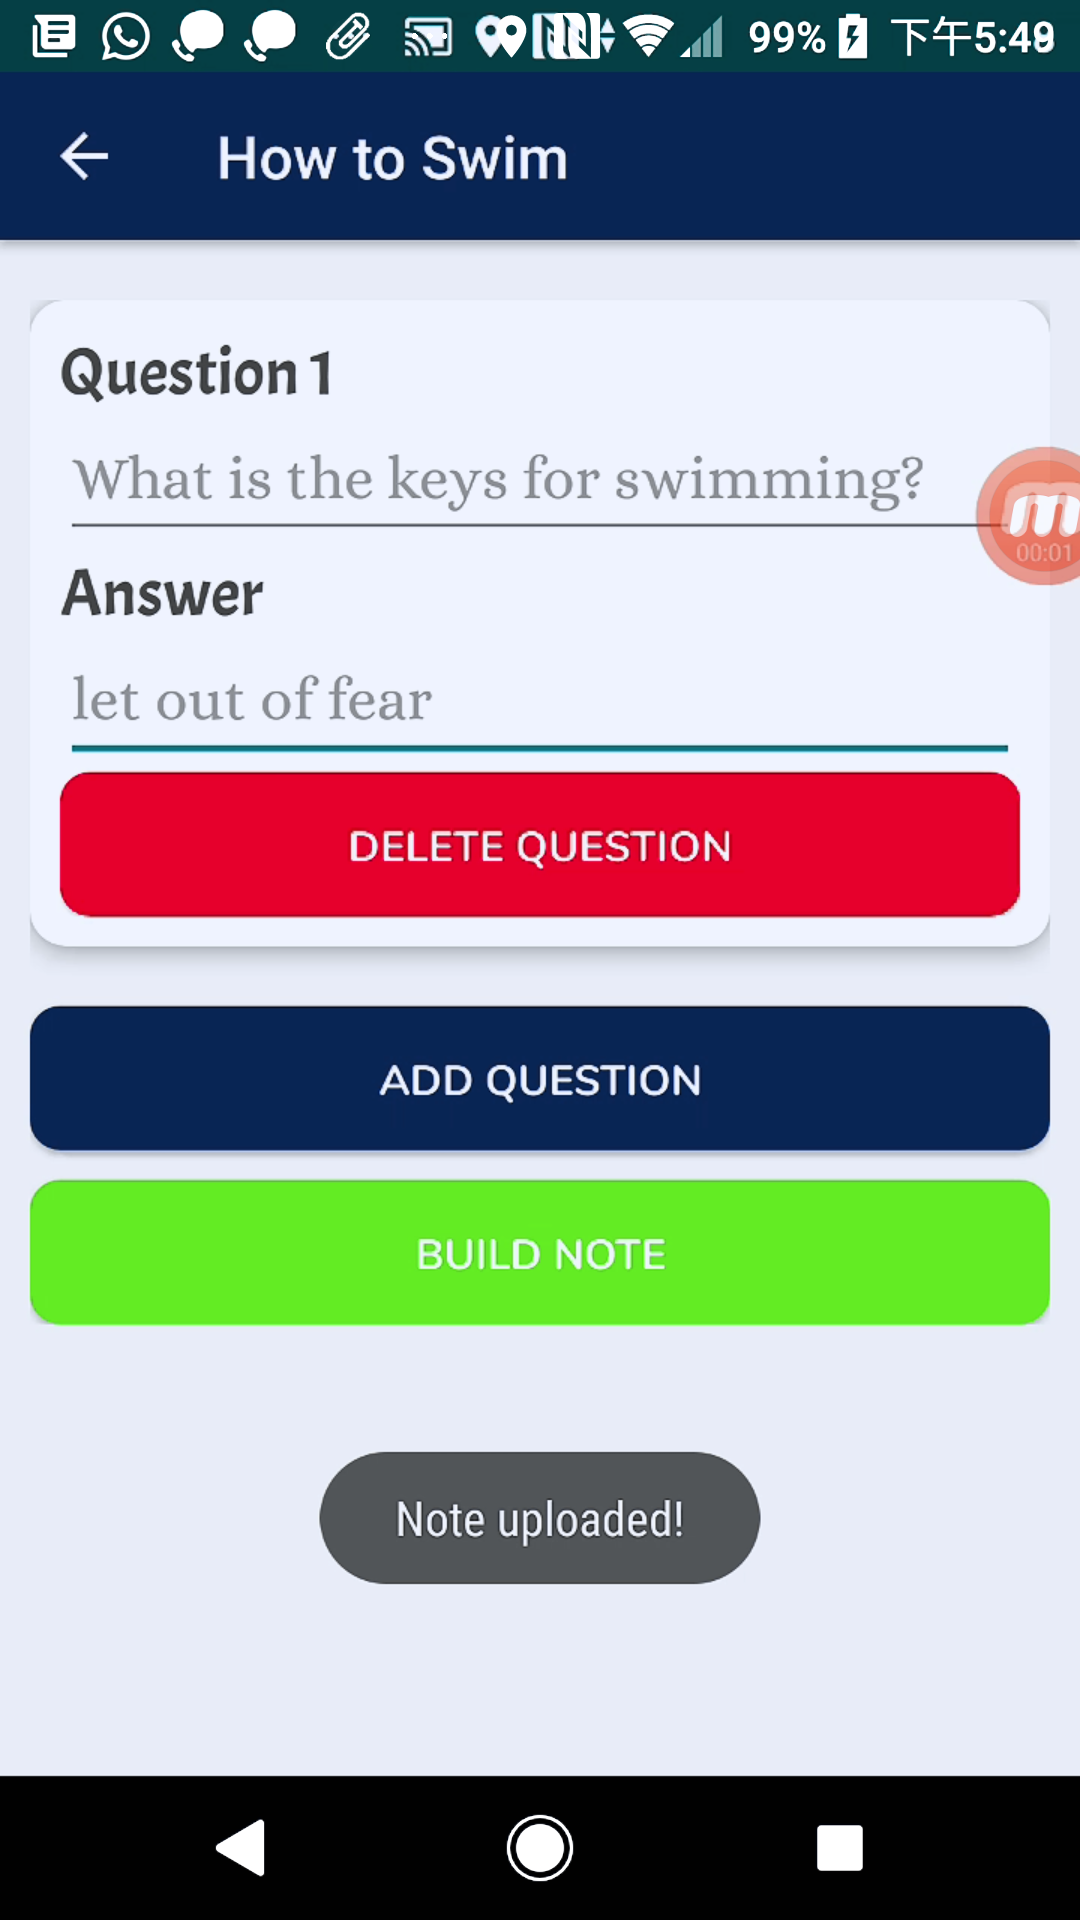 99% 下午5:48
How to Swim
Question 1
What is the keys for swimming?
00:01
Answer
let out of fear
DELETE QUESTION
ADD QUESTION
BUILD NOTE
Note uploaded!